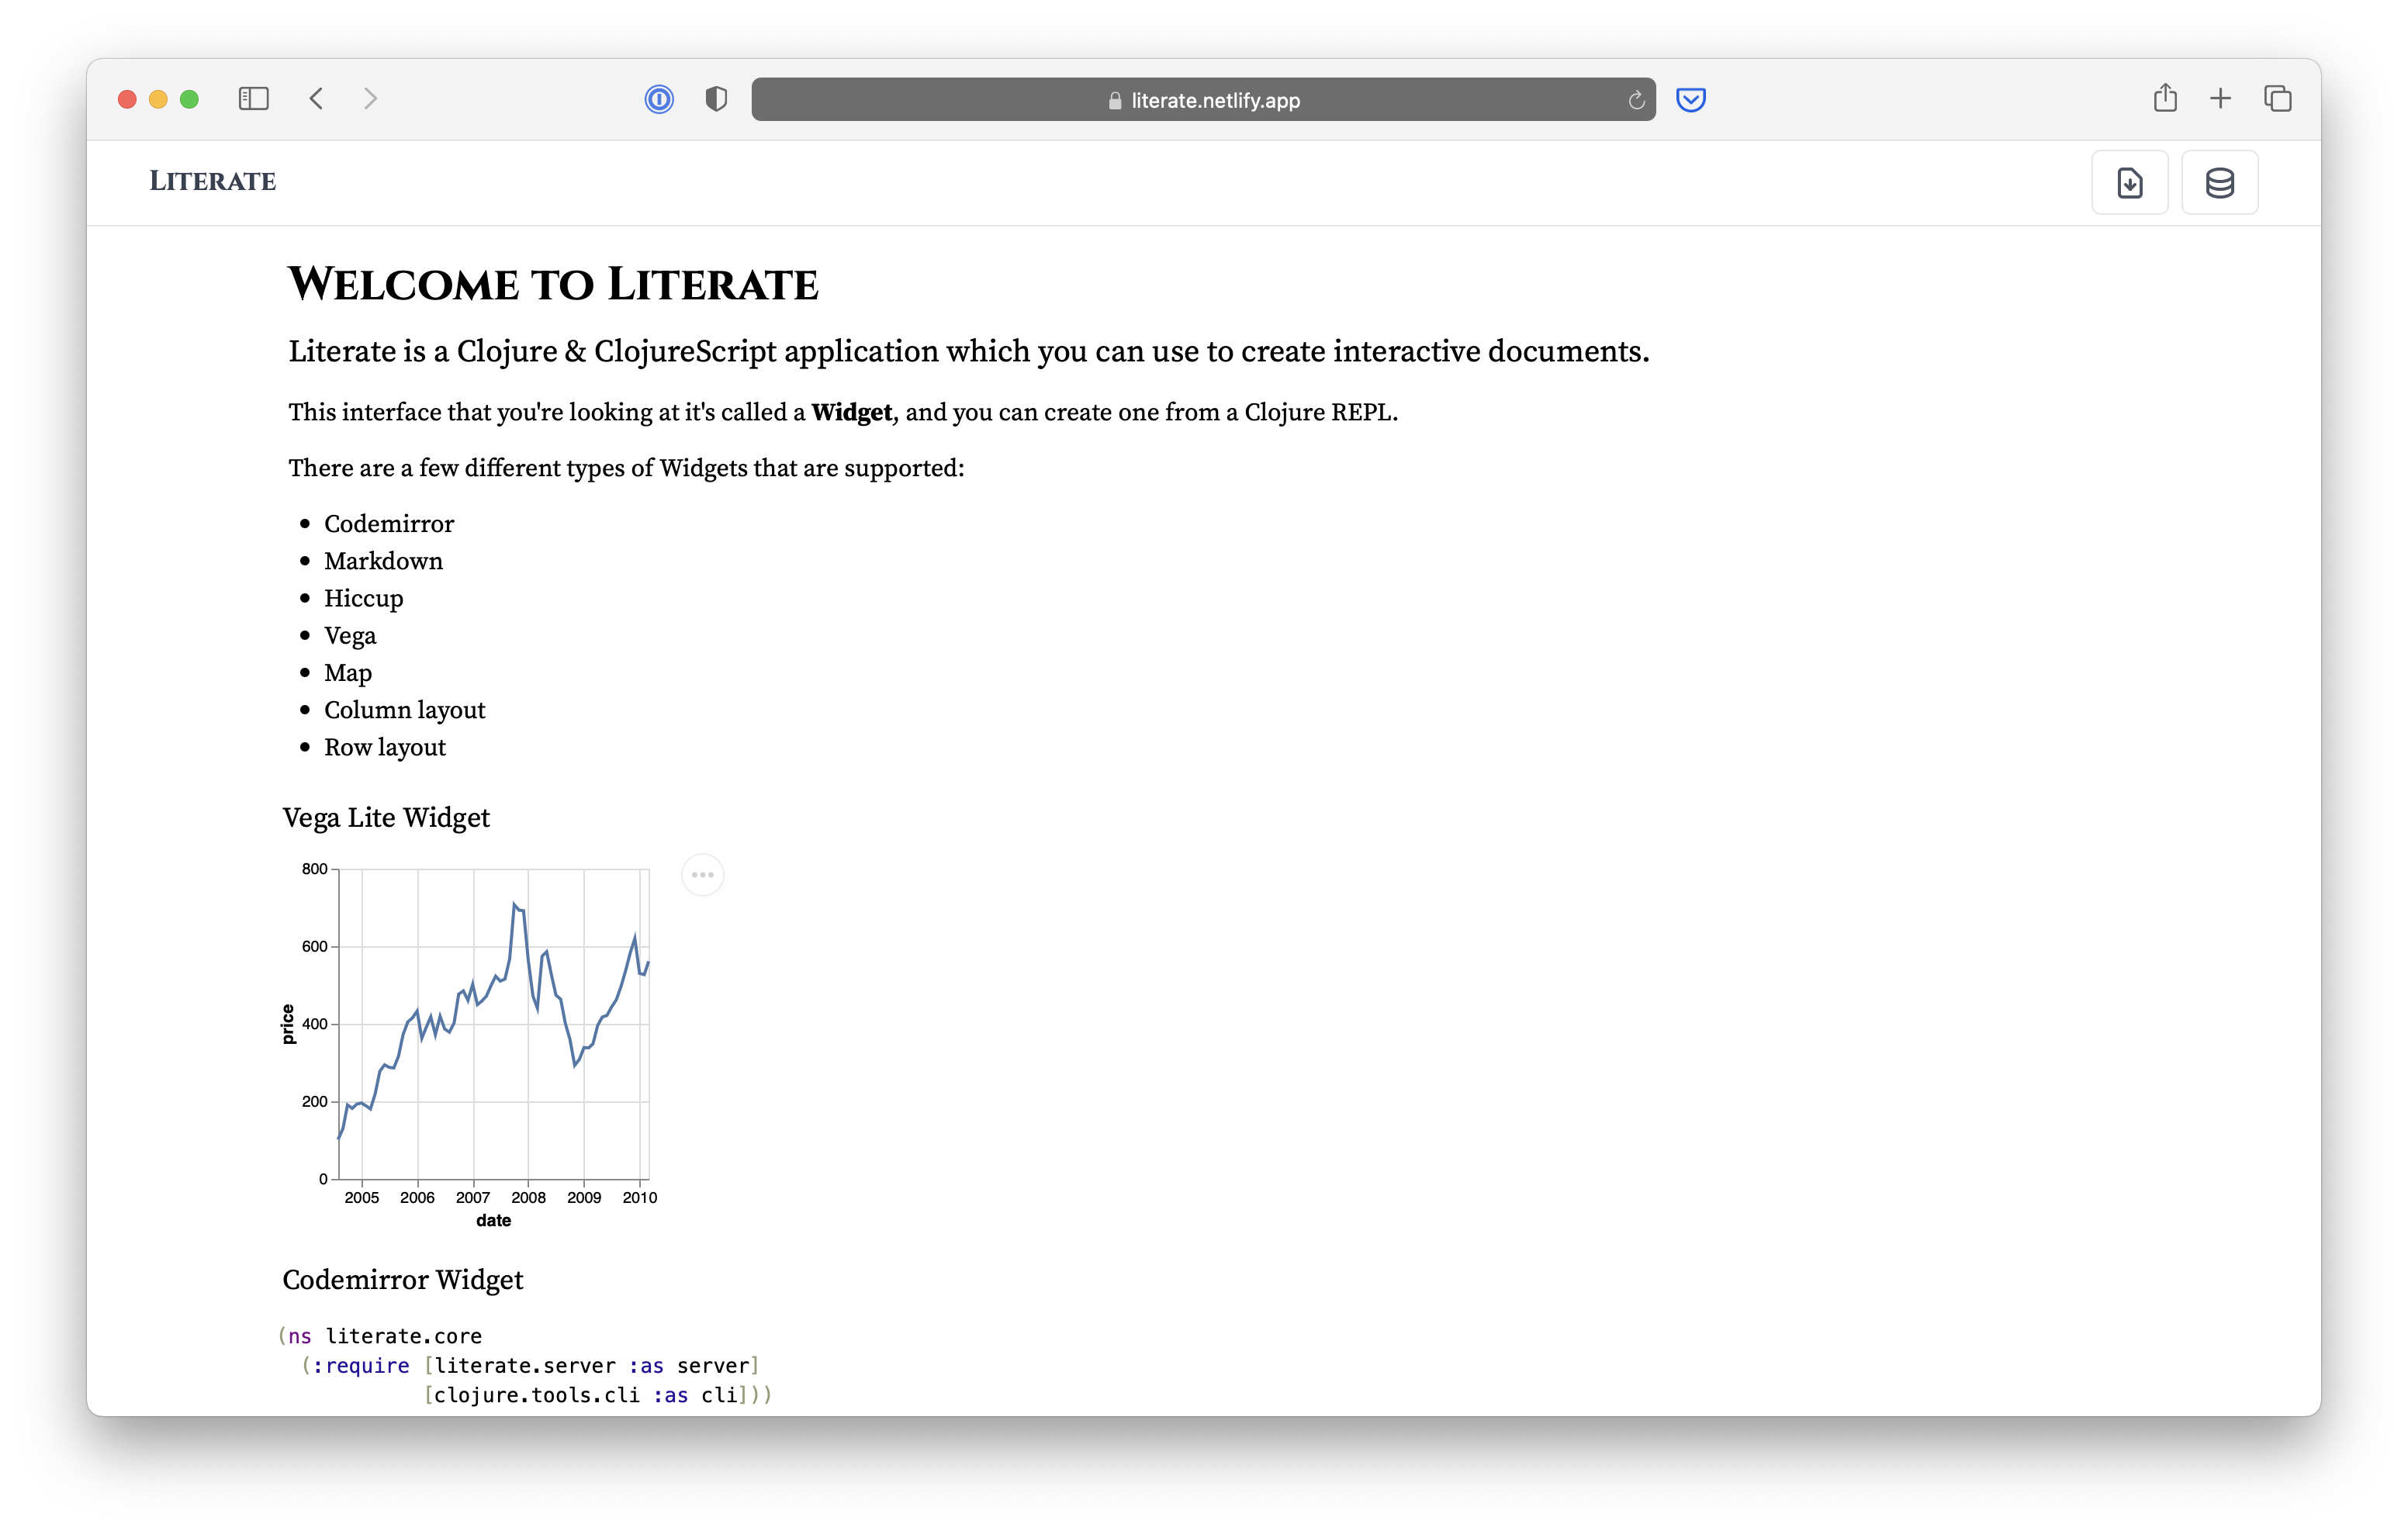 literate.netlify.app
LITERATE
WELCOME TO LITERATE
Literate is a Clojure & ClojureScript application which you can use to create interactive documents.
This interface that you're looking at it's called a Widget, and you can create one from a Clojure REPL.
There are a few different types of Widgets that are supported:
Codemirror
Markdown
Hiccup
Vega
Map
Column layout
Row layout
Vega Lite Widget
800
600
400
200
0
price
2005 2006 2007 2008 2009 2010
date
Codemirror Widget
(ns literate.core
(:require [literate.server :as server]
[clojure.tools.cli :as cli]))